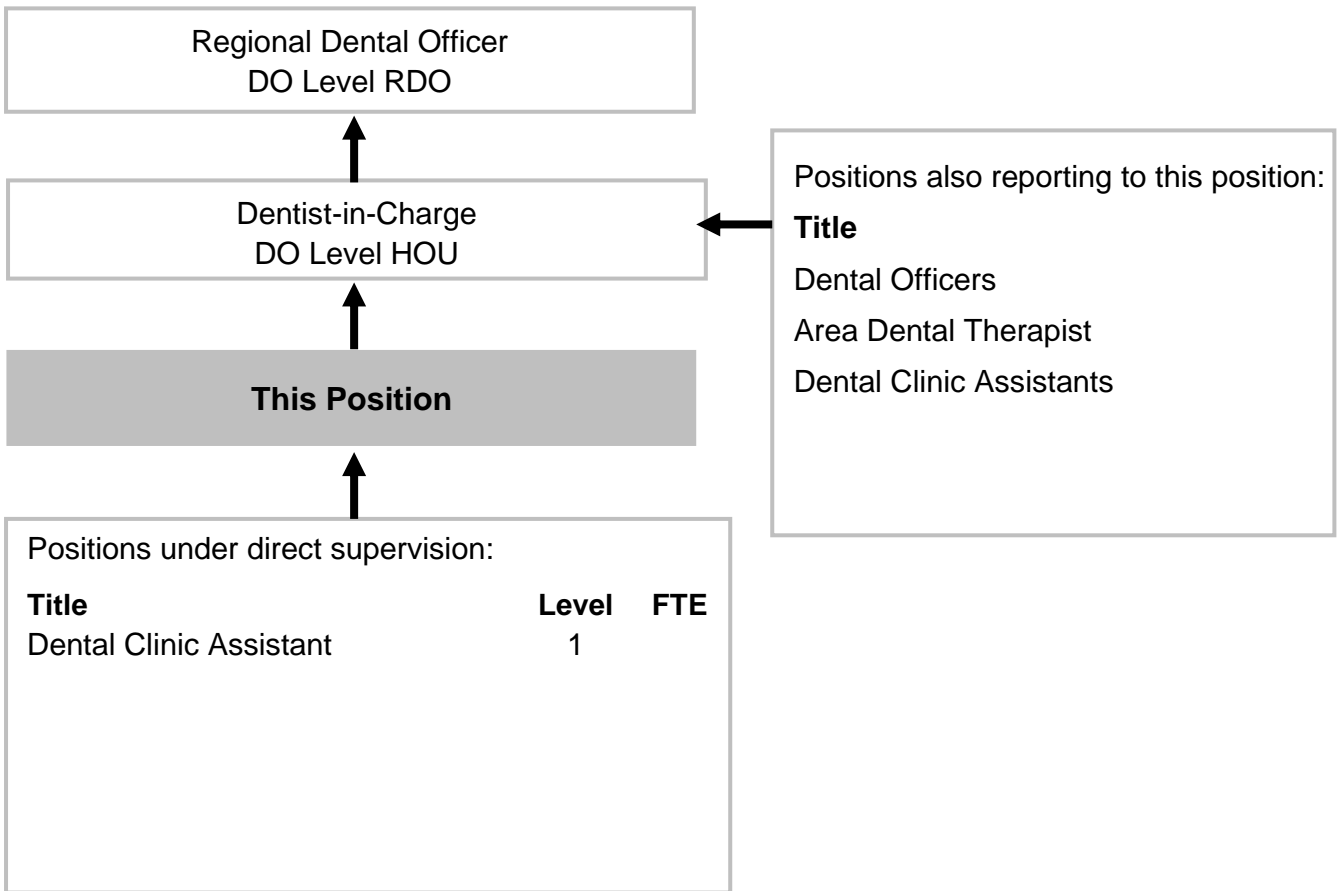 Regional Dental Officer
DO Level RDO
Dentist-in-Charge
DO Level HOU
This Position
Positions under direct supervision:
Title Level FTE
Dental Clinic Assistant 1
Positions also reporting to this position:
Title
Dental Officers
Area Dental Therapist
Dental Clinic Assistants